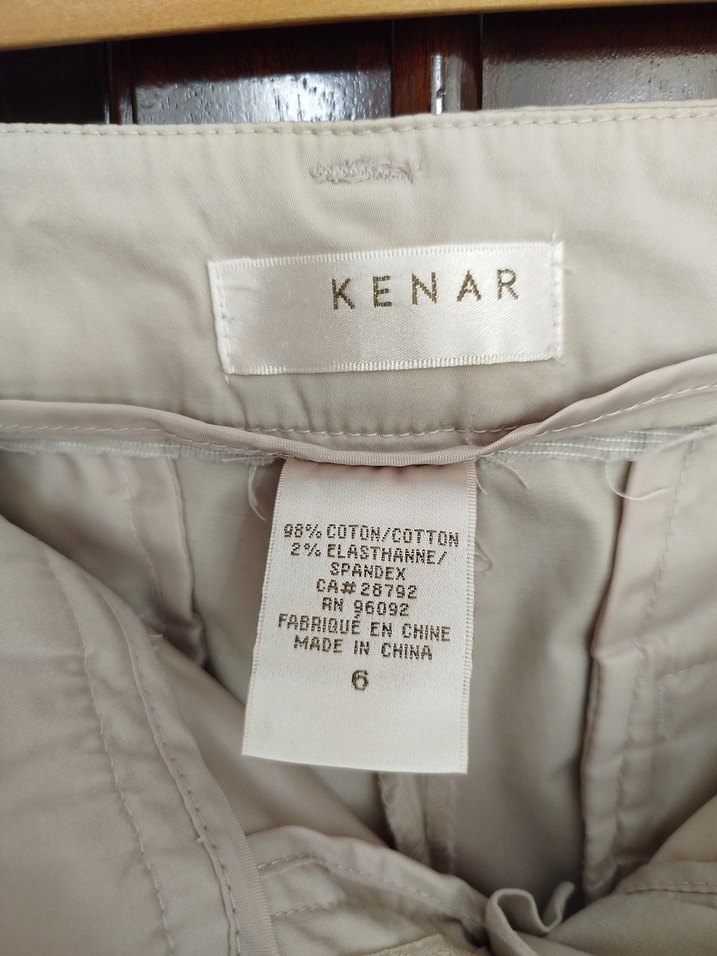 KENAR
98% COTON/COTTON
2% ELASTHANNE/
SPANDEX
CA# 28792
RN 96092
FABRIQUÉ EN CHINE
MADE IN CHINA
6